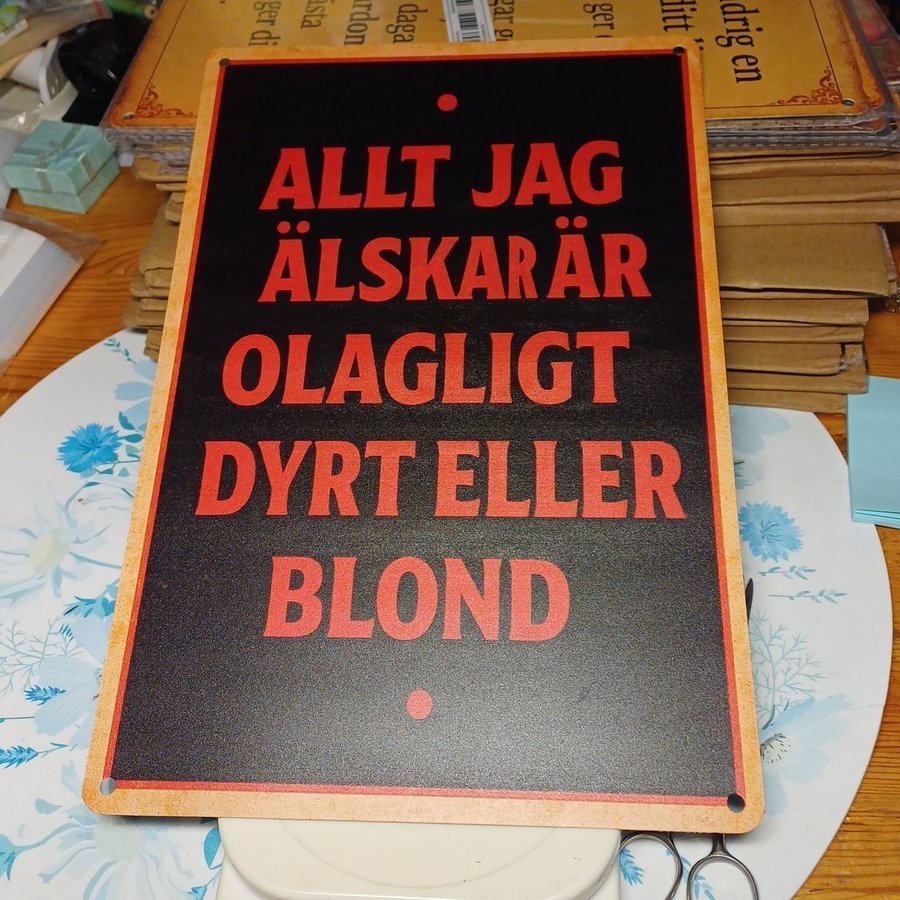 ALLT JAG
ÄLSKAR ÄR
OLAGLIGT
DYRT ELLER
BLOND